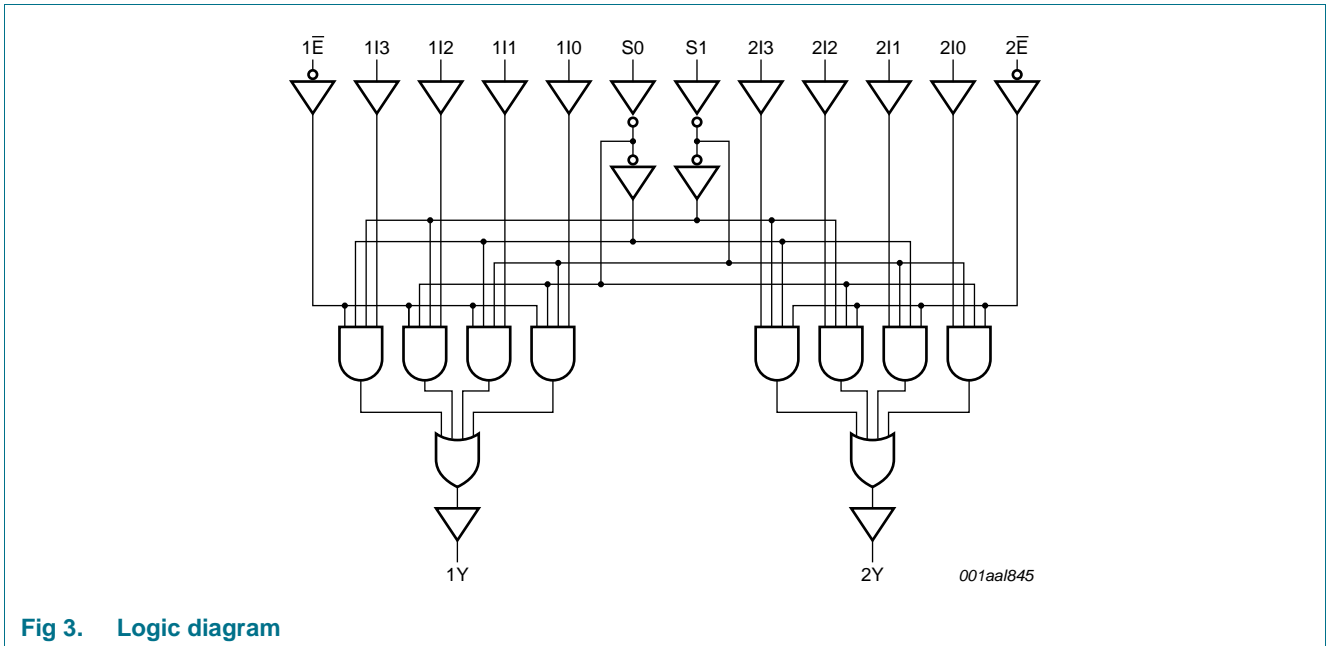 1E̅ 1I3 1I2 1I1 1I0 S0 S1 2I3 2I2 2I1 2I0 2E̅
1Y 2Y 001aal845
Fig 3. Logic diagram